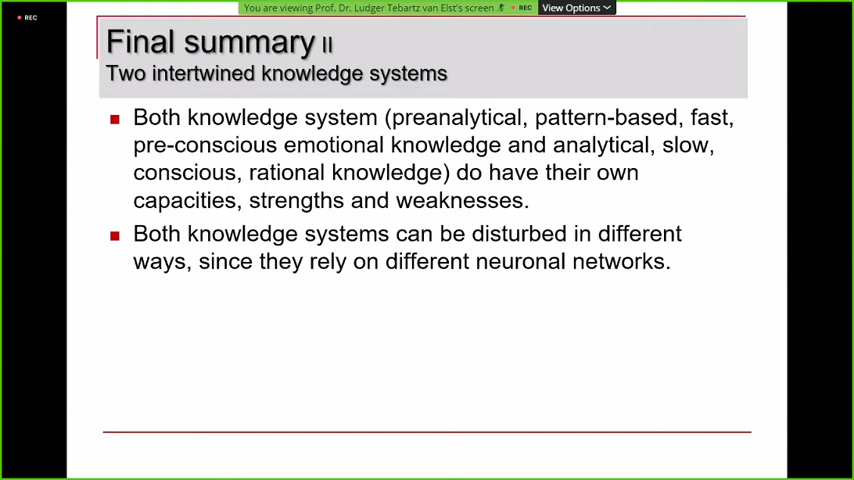 You are viewing Prof. Dr. Ludger Tebartz van Elst's screen REC View Options
REC
Final summary II
Two intertwined knowledge systems
Both knowledge system (preanalytical, pattern-based, fast,
pre-conscious emotional knowledge and analytical, slow,
conscious, rational knowledge) do have their own
capacities, strengths and weaknesses.
Both knowledge systems can be disturbed in different
ways, since they rely on different neuronal networks.